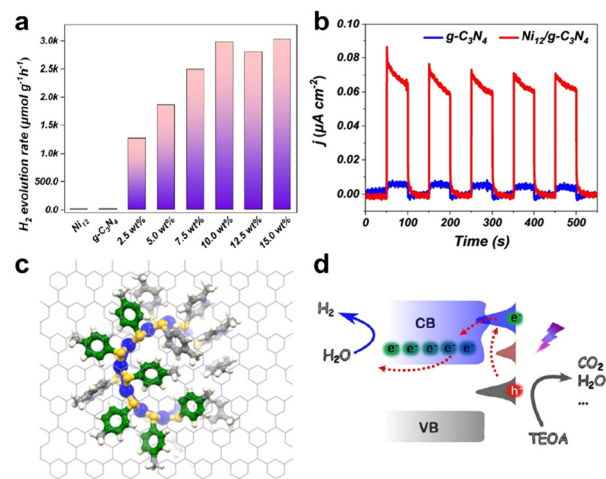 a
H2 evolution rate (μmol g-1h-1)
3.0k
2.5k
2.0k
1.5k
1.0k
500.0
0.0
Ni12
g-C3N4
2.5 wt%
5.0 wt%
7.5 wt%
10.0 wt%
12.5 wt%
15.0 wt%
b
j (μA cm-2)
0.10
0.08
0.06
0.04
0.02
0.00
g-C3N4
Ni12/g-C3N4
0 100 200 300 400 500
Time (s)
c
d
H2
H2O
CB
e- e- e- e- e-
e-
h-
VB
CO2
H2O
...
TEOA